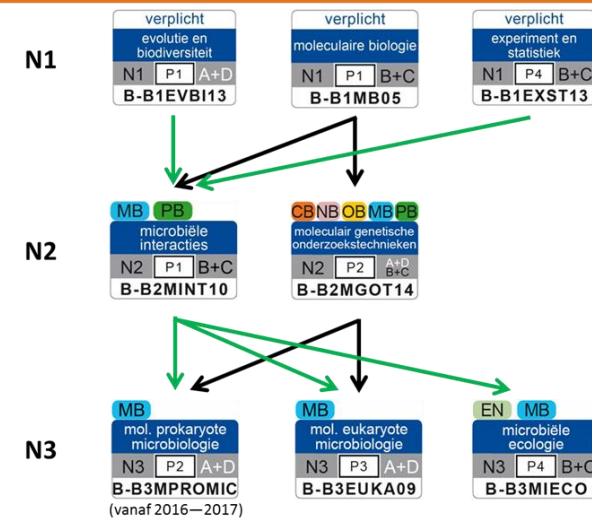 N1
verplicht
evolutie en
biodiversiteit
N1 P1 A+D
B-B1EVBI13
verplicht
moleculaire biologie
N1 P1 B+C
B-B1MB05
verplicht
experiment en
statistiek
N1 P4 B+C
B-B1EXST13
N2
MB PB
microbiële
interacties
N2 P1 B+C
B-B2MINT10
CB NB OB MB PB
moleculair genetische
onderzoekstechnieken
N2 P2 A+D
B+C
B-B2MGOT14
N3
MB
mol. prokaryote
microbiologie
N3 P2 A+D
B-B3MPROMIC
(vanaf 2016—2017)
MB
mol. eukaryote
microbiologie
N3 P3 A+D
B-B3EUKA09
EN MB
microbiële
ecologie
N3 P4 B+C
B-B3MIECO